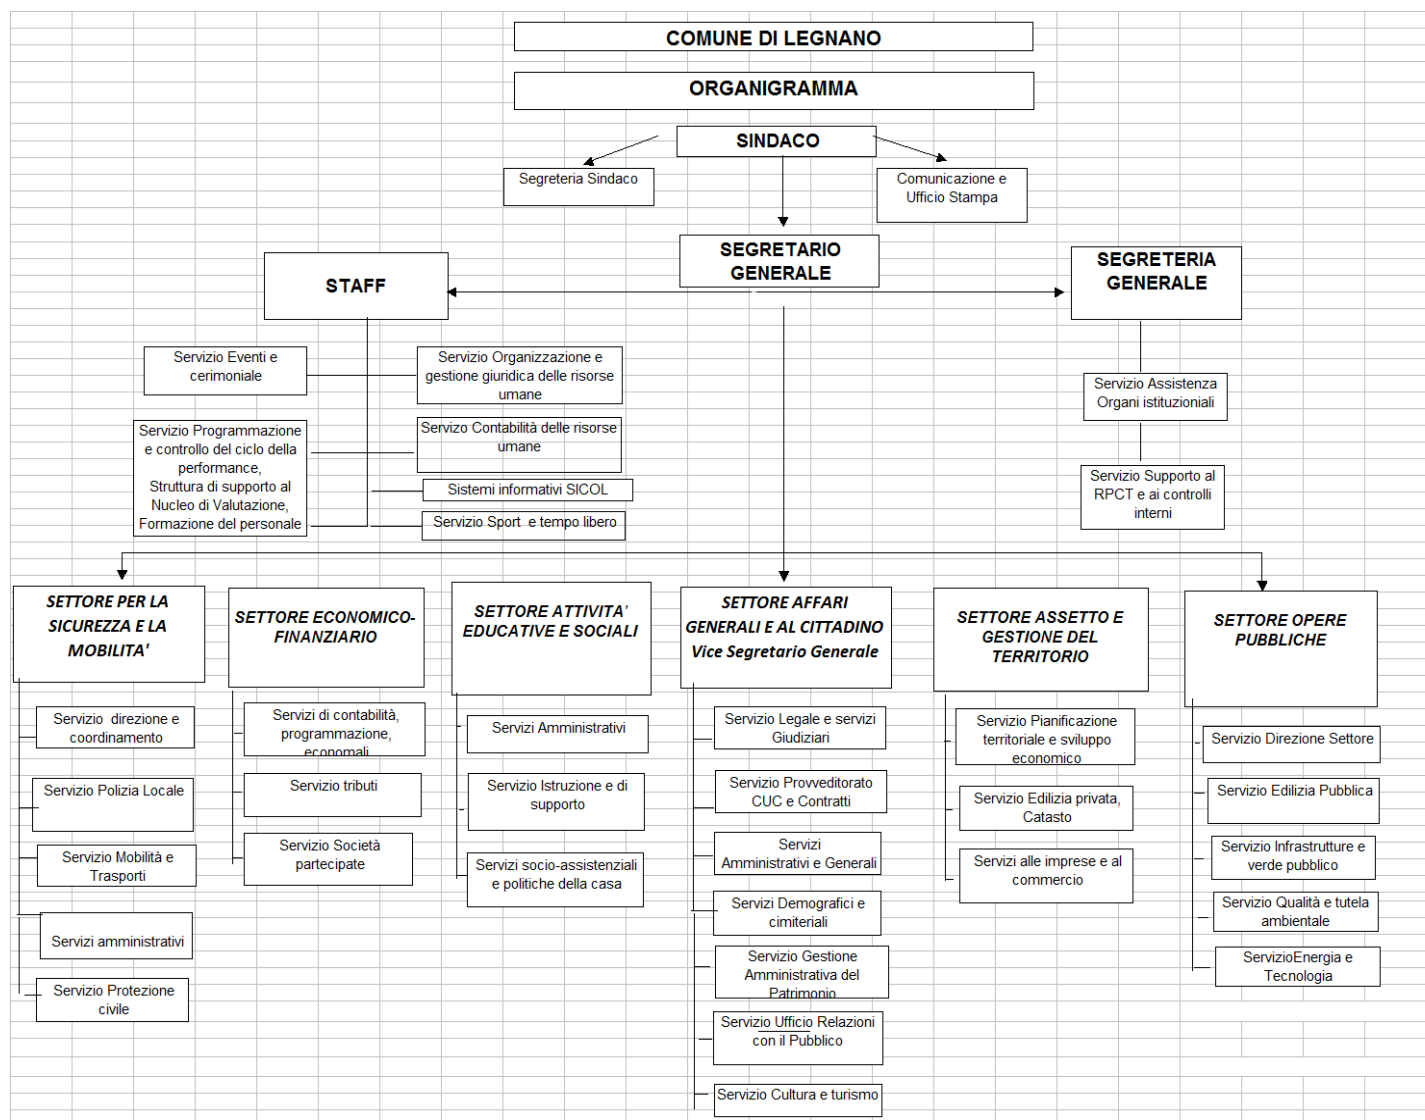 COMUNE DI LEGNANO
ORGANIGRAMMA
SINDACO
Segreteria Sindaco
Comunicazione e
Ufficio Stampa
SEGRETARIO
GENERALE
STAFF
SEGRETERIA
GENERALE
Servizio Eventi e
cerimoniale
Servizio Organizzazione e
gestione giuridica delle risorse
umane
Servizio Programmazione
e controllo del ciclo della
performance,
Struttura di supporto al
Nucleo di Valutazione,
Formazione del personale
Servizo Contabilità delle risorse
umane
Sistemi informativi SICOL
Servizio Sport e tempo libero
Servizio Assistenza
Organi istituzioniali
Servizio Supporto al
RPCT e ai controlli
interni
SETTORE PER LA
SICUREZZA E LA
MOBILITA'
Servizio direzione e
coordinamento
Servizio Polizia Locale
Servizio Mobilità e
Trasporti
Servizi amministrativi
Servizio Protezione
civile
SETTORE ECONOMICO-
FINANZIARIO
Servizi di contabilità,
programmazione,
economali
Servizio tributi
Servizio Società
partecipate
SETTORE ATTIVITA'
EDUCATIVE E SOCIALI
Servizi Amministrativi
Servizio Istruzione e di
supporto
Servizi socio-assistenziali
e politiche della casa
SETTORE AFFARI
GENERALI E AL CITTADINO
Vice Segretario Generale
Servizio Legale e servizi
Giudiziari
Servizio Provveditorato
CUC e Contratti
Servizi
Amministrativi e Generali
Servizi Demografici e
cimiteriali
Servizio Gestione
Amministrativa del
Patrimonio
Servizio Ufficio Relazioni
con il Pubblico
Servizio Cultura e turismo
SETTORE ASSETTO E
GESTIONE DEL
TERRITORIO
Servizio Pianificazione
territoriale e sviluppo
economico
Servizio Edilizia privata,
Catasto
Servizi alle imprese e al
commercio
SETTORE OPERE
PUBBLICHE
Servizio Direzione Settore
Servizio Edilizia Pubblica
Servizio Infrastrutture e
verde pubblico
Servizio Qualità e tutela
ambientale
ServizioEnergia e
Tecnologia